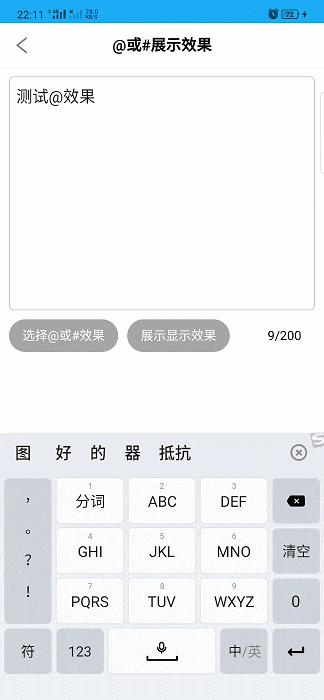 22:11 4G 78.0 KB/S 72
@或#展示效果
测试@效果
选择@或#效果 展示显示效果 9/200
图 好 的 器 抵抗
， 1 分词 2 ABC 3 DEF
。 4 GHI 5 JKL 6 MNO 清空
？
！ 7 PQRS 8 TUV 9 WXYZ 0
符 123 中/英